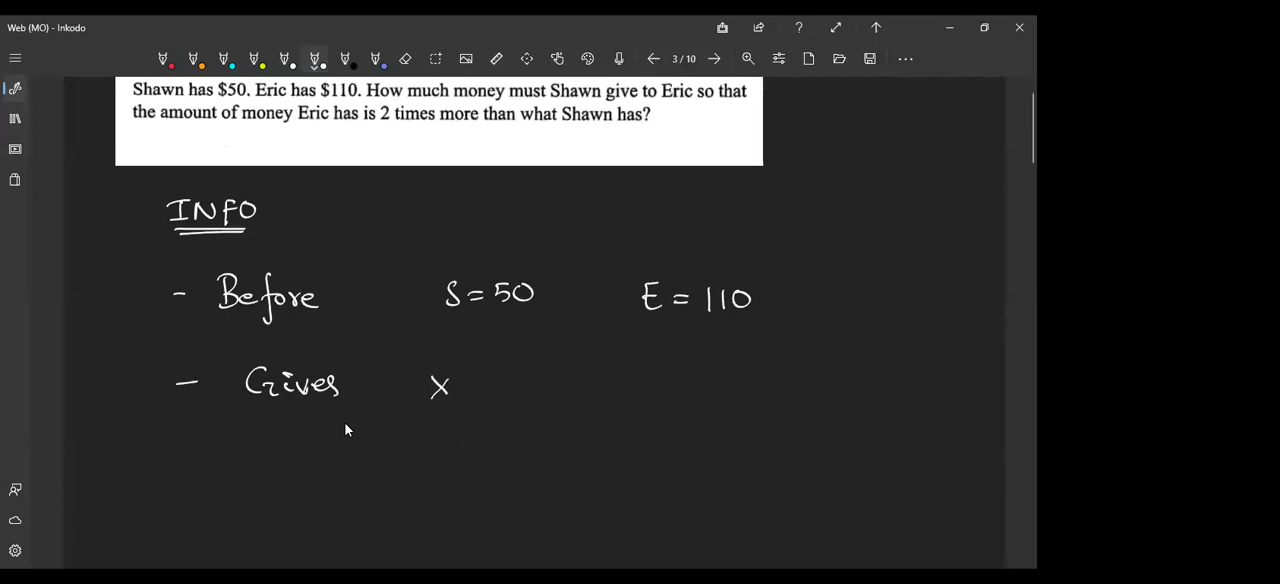 Web (MO) - Inkodo
3 / 10
Shawn has $50. Eric has $110. How much money must Shawn give to Eric so that
the amount of money Eric has is 2 times more than what Shawn has?
INFO
- Before S = 50 E = 110
- Gives x